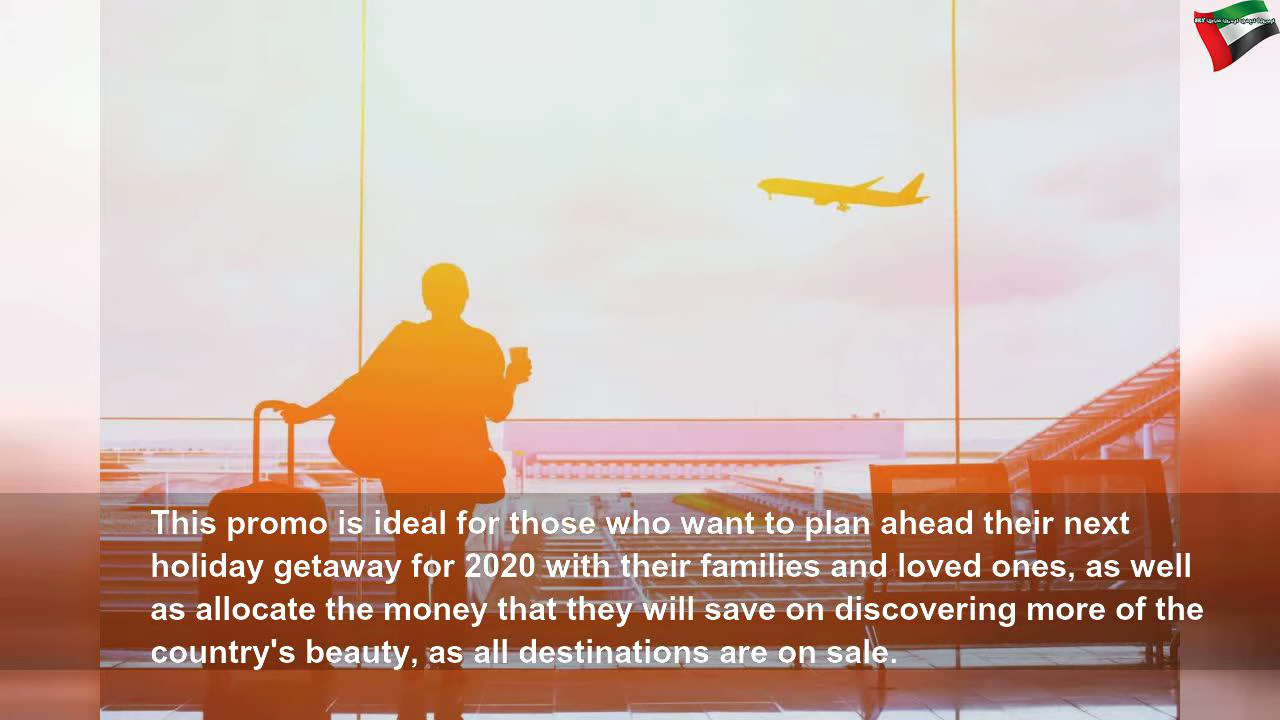 This promo is ideal for those who want to plan ahead their next
holiday getaway for 2020 with their families and loved ones, as well
as allocate the money that they will save on discovering more of the
country's beauty, as all destinations are on sale.